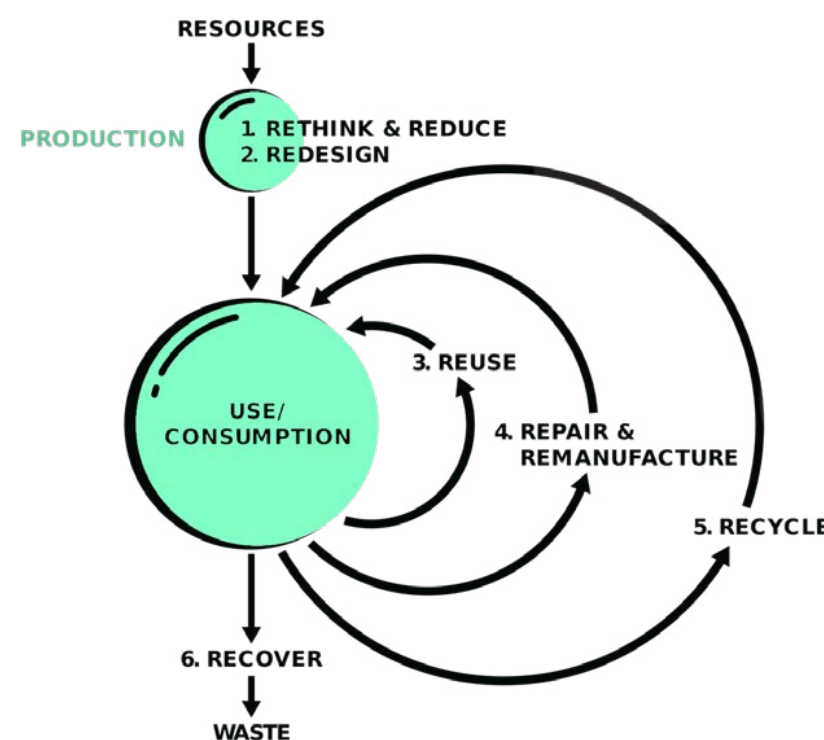 RESOURCES
PRODUCTION
1. RETHINK & REDUCE
2. REDESIGN
3. REUSE
USE/
CONSUMPTION
4. REPAIR &
REMANUFACTURE
5. RECYCLE
6. RECOVER
WASTE